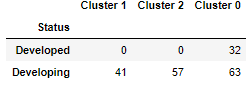 Cluster 1 Cluster 2 Cluster 0
Status
Developed 0 0 32
Developing 41 57 63